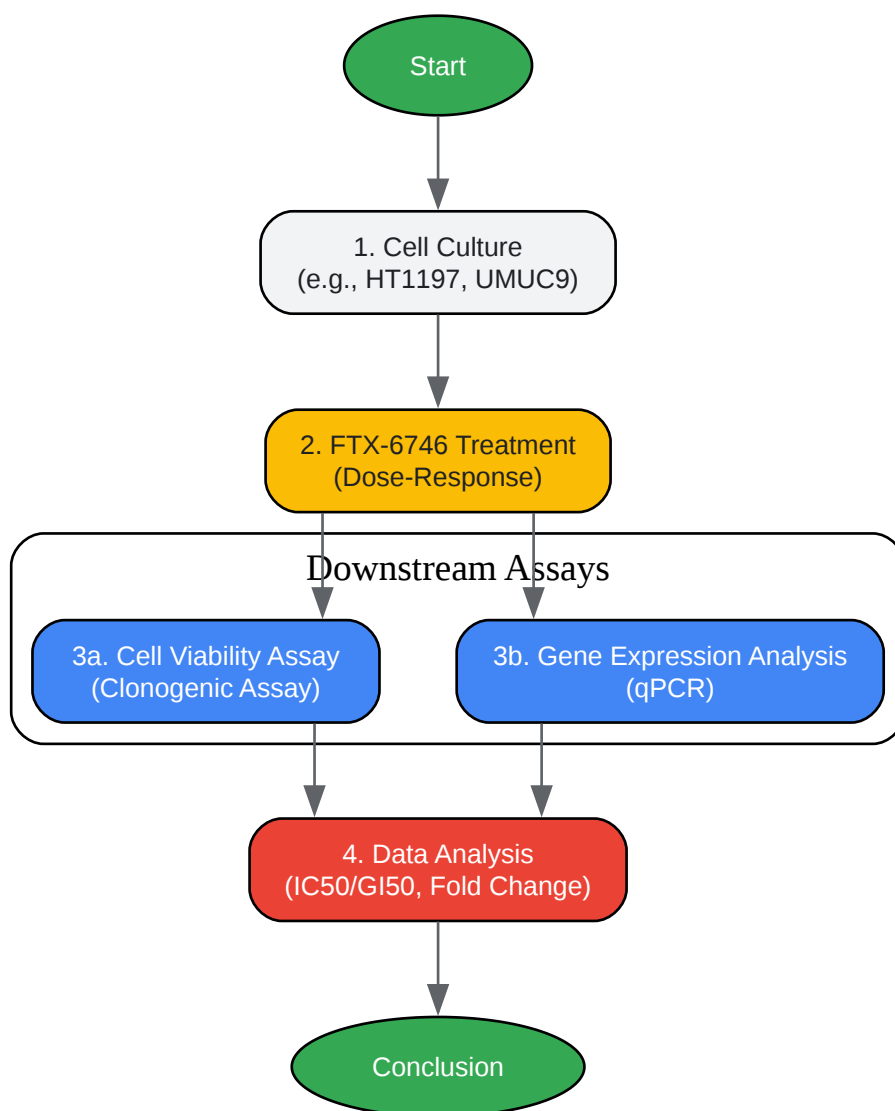 Start
1. Cell Culture
(e.g., HT1197, UMUC9)
2. FTX-6746 Treatment
(Dose-Response)
Downstream Assays
3a. Cell Viability Assay
(Clonogenic Assay)
3b. Gene Expression Analysis
(qPCR)
4. Data Analysis
(IC50/GI50, Fold Change)
Conclusion